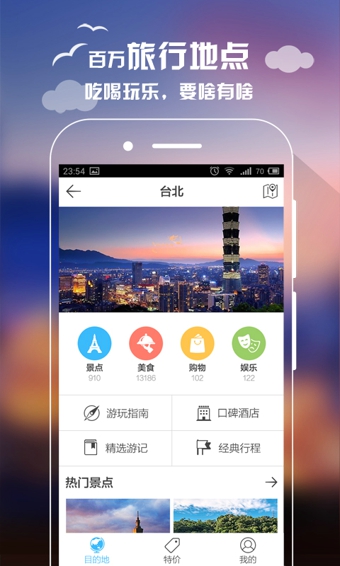 百万旅行地点
吃喝玩乐，要啥有啥
23:54 70
台北
景点 美食 购物 娱乐
910 13186 102 122
游玩指南 口碑酒店
精选游记 经典行程
热门景点
目的地 特价 我的